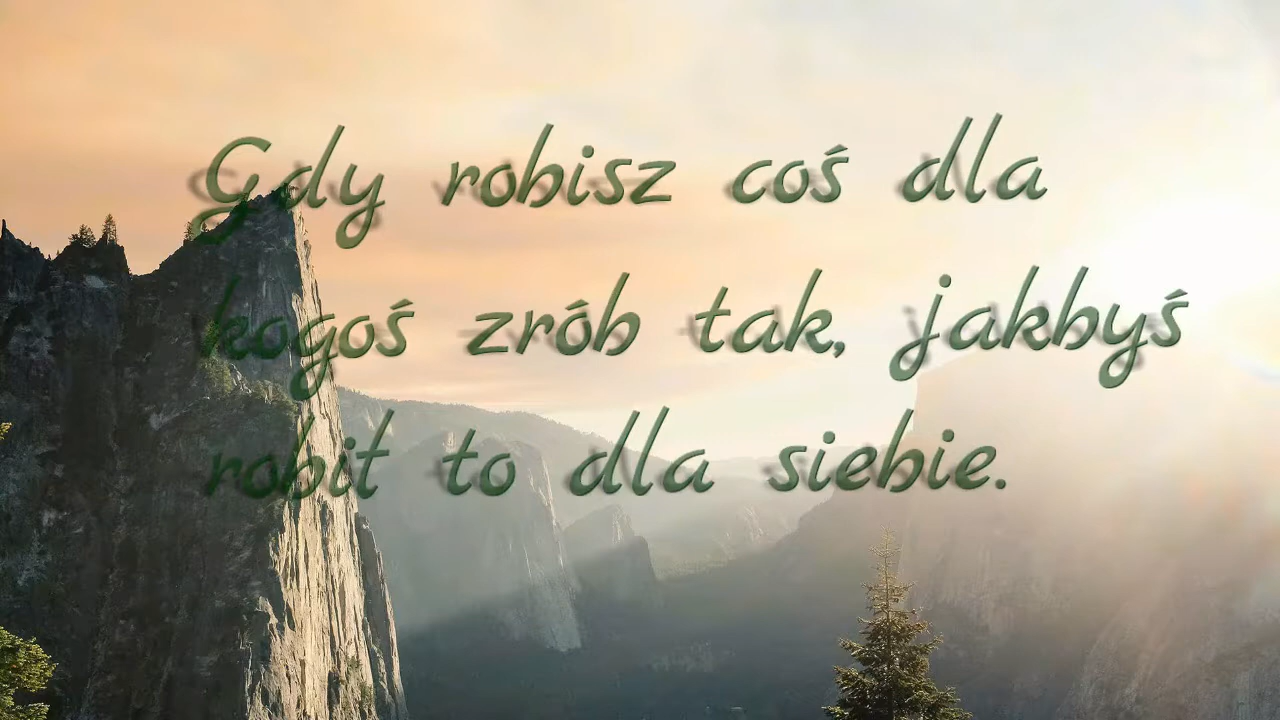 Gdy robisz coś dla
kogoś zrób tak, jakbyś
robił to dla siebie.